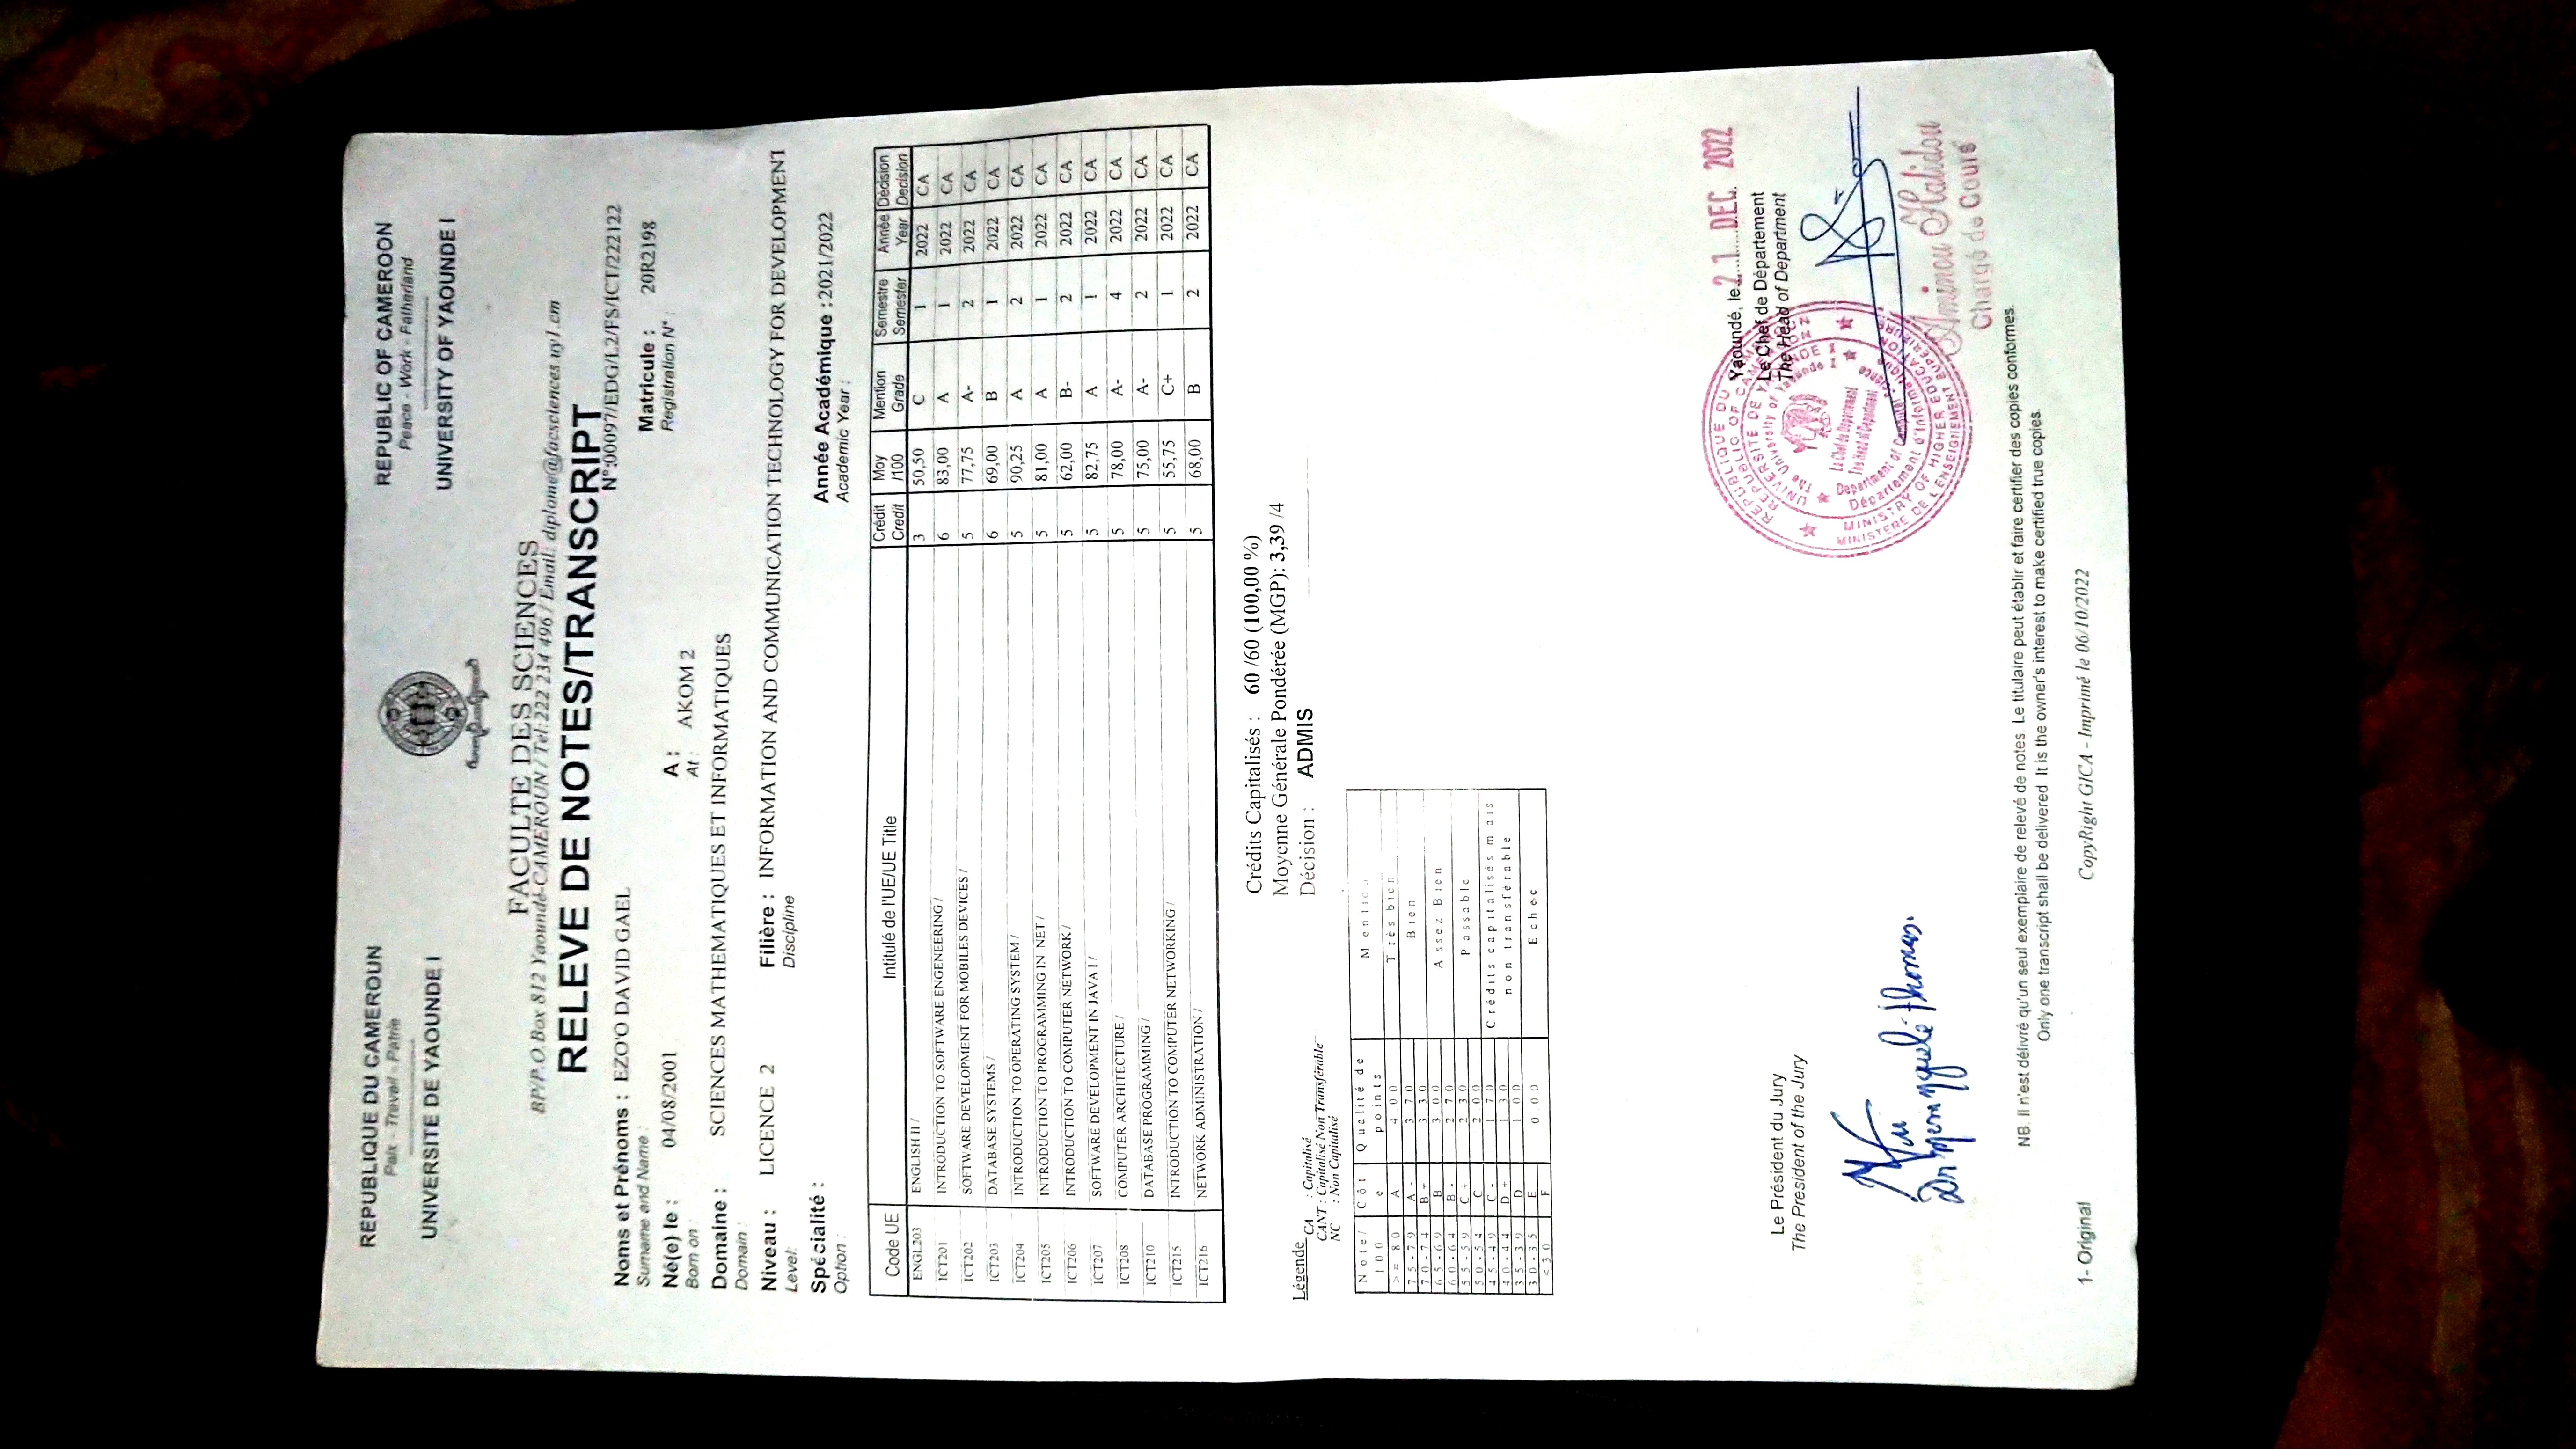 REPUBLIQUE DU CAMEROUN
Paix - Travail - Patrie
UNIVERSITE DE YAOUNDE I
REPUBLIC OF CAMEROON
Peace - Work - Fatherland
UNIVERSITY OF YAOUNDE I
FACULTE DES SCIENCES
BP/P.O.Box 812 Yaoundé-CAMEROUN / Tel:222 234 496 / Email: diplome@facsciences.uy1.cm
RELEVE DE NOTES/TRANSCRIPT
N°:00097/EDG/L2/FS/ICT/222122
Noms et Prénoms : EZO'O DAVID GAEL
Surname and Name :
Matricule : 20R2198
Registration N° :
Né(e) le : 04/08/2001 A : AKOM 2
Born on : At :
Domaine : SCIENCES MATHEMATIQUES ET INFORMATIQUES
Domain :
Niveau : LICENCE 2 Filière : INFORMATION AND COMMUNICATION TECHNOLOGY FOR DEVELOPMENT
Level: Discipline
Spécialité : Année Académique : 2021/2022
Option : Academic Year :
Code UE Intitulé de l'UE/UE Title Crédit Moy Mention Semestre Année Décision
Credit /100 Grade Semester Year Decision
ENGL203 ENGLISH II / 3 50,50 C 1 2022 CA
ICT201 INTRODUCTION TO SOFTWARE ENGENEERING / 6 83,00 A 1 2022 CA
ICT202 SOFTWARE DEVELOPMENT FOR MOBILES DEVICES / 5 77,75 A- 2 2022 CA
ICT203 DATABASE SYSTEMS / 6 69,00 B 1 2022 CA
ICT204 INTRODUCTION TO OPERATING SYSTEM / 5 90,25 A 2 2022 CA
ICT205 INTRODUCTION TO PROGRAMMING IN .NET / 5 81,00 A 1 2022 CA
ICT206 INTRODUCTION TO COMPUTER NETWORK / 5 62,00 B- 2 2022 CA
ICT207 SOFTWARE DEVELOPMENT IN JAVA I / 5 82,75 A 1 2022 CA
ICT208 COMPUTER ARCHITECTURE / 5 78,00 A- 4 2022 CA
ICT210 DATABASE PROGRAMMING / 5 75,00 A- 2 2022 CA
ICT215 INTRODUCTION TO COMPUTER NETWORKING / 5 55,75 C+ 1 2022 CA
ICT216 NETWORK ADMINISTRATION / 5 68,00 B 2 2022 CA
Crédits Capitalisés : 60 /60 (100,00 %)
Moyenne Générale Pondérée (MGP): 3,39 /4
Décision : ADMIS
Légende
CA : Capitalisé
CANT : Capitalisé Non Transférable
NC : Non Capitalisé
Note/100 Côte Qualité de points Mention
>=80 A 4.00 Très bien
75-79 A- 3.70 Bien
70-74 B+ 3.30
65-69 B 3.00 Assez Bien
60-64 B- 2.70
55-59 C+ 2.30 Passable
50-54 C 2.00
45-49 C- 1.70 Crédits capitalisés mais
40-44 D+ 1.30 non transférable
35-39 D 1.00
30-35 E 0.00 Echec
<30 F
Yaoundé, le 21 DEC. 2022
Le Chef de Département
The Head of Department
Le Président du Jury
The President of the Jury
Aminou Halidou
Chargé de Cours
REPUBLIQUE DU
REPUBLIC OF
UNIVERSITE DE YAOUNDE I
The University of Yaounde I
Le Chef de Département
The Head of Department
Département d'Informatique
MINISTRY OF HIGHER EDUCATION
MINISTERE DE L'ENSEIGNEMENT SUPERIEUR
NB. Il n'est délivré qu'un seul exemplaire de relevé de notes Le titulaire peut établir et faire certifier des copies conformes.
Only one transcript shall be delivered It is the owner's interest to make certified true copies.
1- Original
CopyRight GICA - Imprimé le 06/10/2022